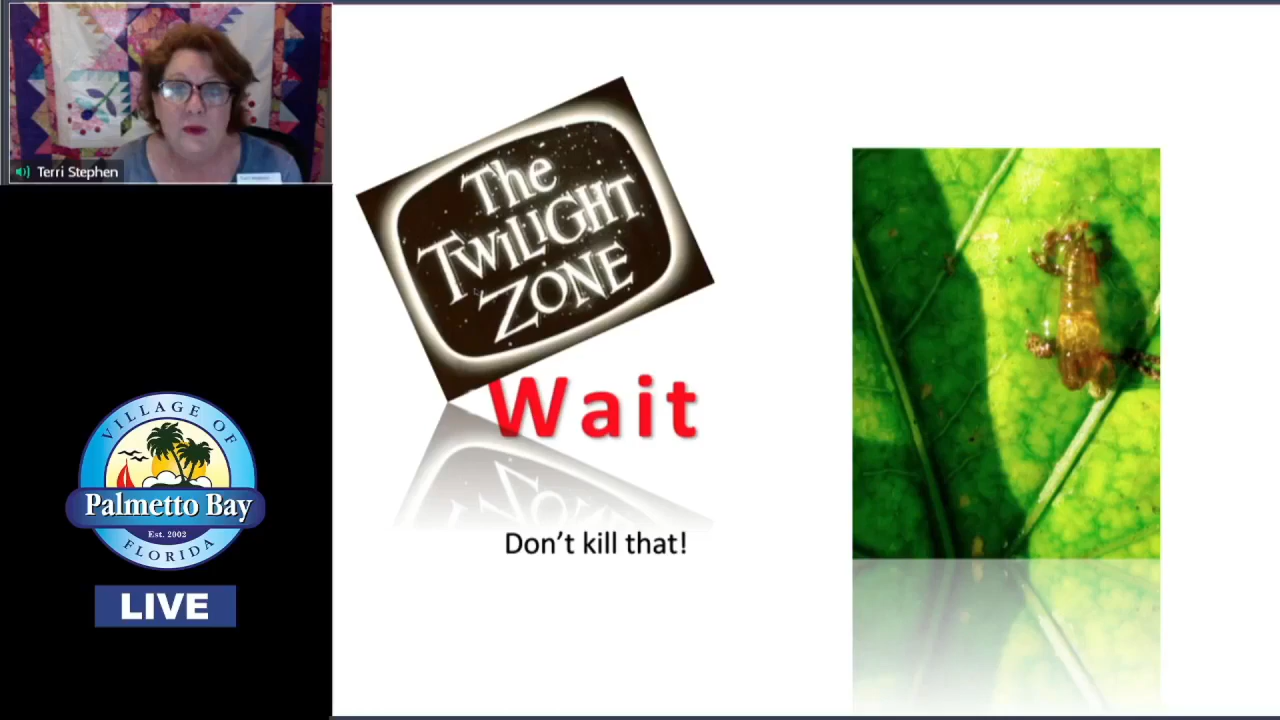 Terri Stephen
The
TWILIGHT
ZONE
Wait
Don't kill that!
VILLAGE OF
Palmetto Bay
Est. 2002
FLORIDA
LIVE